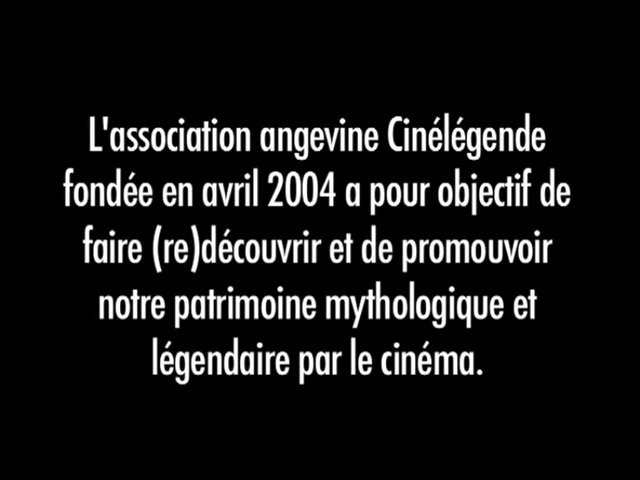 L'association angevine Cinélégende
fondée en avril 2004 a pour objectif de
faire (re)découvrir et de promouvoir
notre patrimoine mythologique et
légendaire par le cinéma.